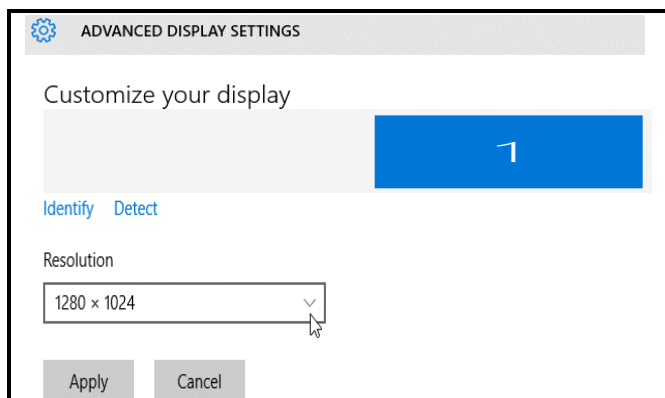 ADVANCED DISPLAY SETTINGS
Customize your display
1
Identify Detect
Resolution
1280 × 1024
Apply Cancel